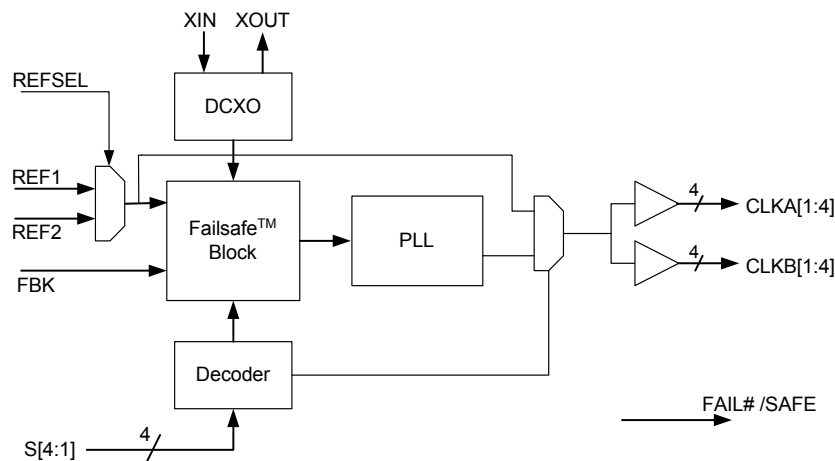 XIN XOUT
REFSEL
DCXO
REF1
REF2
FBK
Failsafe™
Block
PLL
4
CLKA[1:4]
4
CLKB[1:4]
Decoder
FAIL# /SAFE
4
S[4:1]